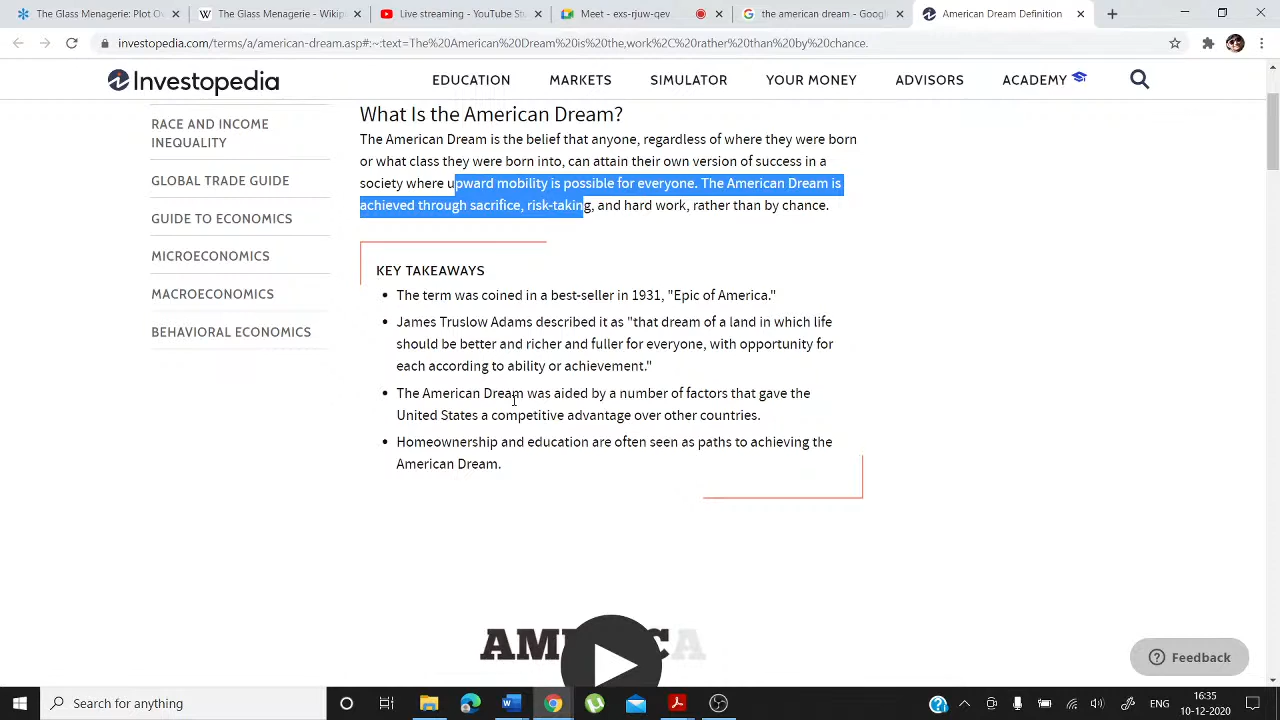 The Glass Menagerie: Plot Ov
The Glass Menagerie - Wikip
Live streaming - YouTube Stu
Meet - exs-rjuw-qev
the american dream - Google
American Dream Definition
investopedia.com/terms/a/american-dream.asp#:~:text=The%20American%20Dream%20is%20the,work%2C%20rather%20than%20by%20chance.
Investopedia
EDUCATION MARKETS SIMULATOR YOUR MONEY ADVISORS ACADEMY
RACE AND INCOME
INEQUALITY
GLOBAL TRADE GUIDE
GUIDE TO ECONOMICS
MICROECONOMICS
MACROECONOMICS
BEHAVIORAL ECONOMICS
What Is the American Dream?
The American Dream is the belief that anyone, regardless of where they were born
or what class they were born into, can attain their own version of success in a
society where upward mobility is possible for everyone. The American Dream is
achieved through sacrifice, risk-taking, and hard work, rather than by chance.
KEY TAKEAWAYS
• The term was coined in a best-seller in 1931, "Epic of America."
• James Truslow Adams described it as "that dream of a land in which life
should be better and richer and fuller for everyone, with opportunity for
each according to ability or achievement."
• The American Dream was aided by a number of factors that gave the
United States a competitive advantage over other countries.
• Homeownership and education are often seen as paths to achieving the
American Dream.
Feedback
Search for anything
ENG
16:35
10-12-2020